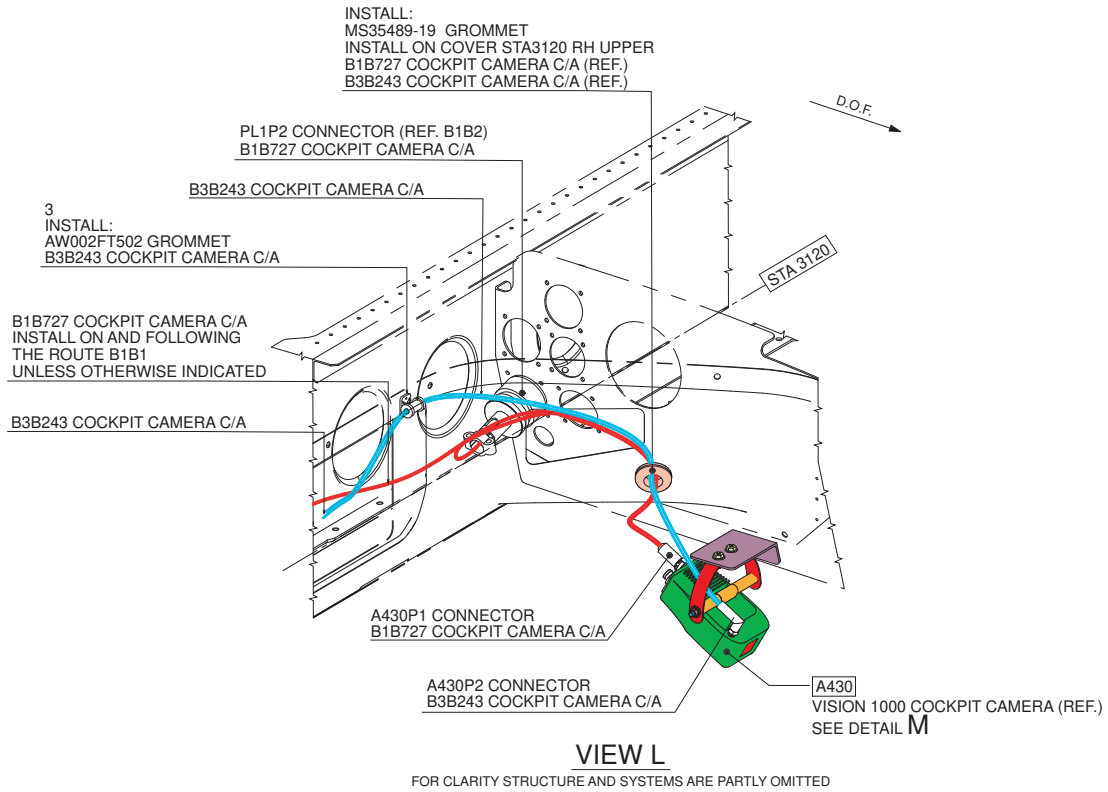 INSTALL:
MS35489-19 GROMMET
INSTALL ON COVER STA3120 RH UPPER
B1B727 COCKPIT CAMERA C/A (REF.)
B3B243 COCKPIT CAMERA C/A (REF.)
D.O.F.
PL1P2 CONNECTOR (REF. B1B2)
B1B727 COCKPIT CAMERA C/A
B3B243 COCKPIT CAMERA C/A
3
INSTALL:
AW002FT502 GROMMET
B3B243 COCKPIT CAMERA C/A
STA 3120
B1B727 COCKPIT CAMERA C/A
INSTALL ON AND FOLLOWING
THE ROUTE B1B1
UNLESS OTHERWISE INDICATED
B3B243 COCKPIT CAMERA C/A
A430P1 CONNECTOR
B1B727 COCKPIT CAMERA C/A
A430P2 CONNECTOR
B3B243 COCKPIT CAMERA C/A
A430
VISION 1000 COCKPIT CAMERA (REF.)
SEE DETAIL M
VIEW L
FOR CLARITY STRUCTURE AND SYSTEMS ARE PARTLY OMITTED